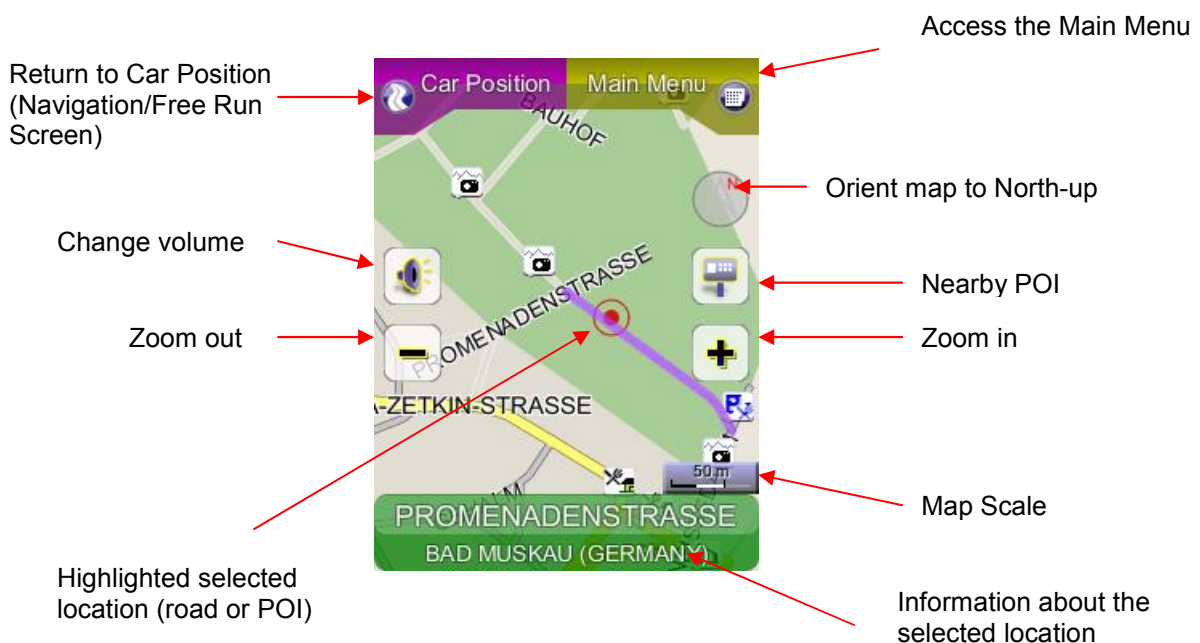 Access the Main Menu
Return to Car Position
(Navigation/Free Run
Screen)
Car Position
Main Menu
BAUHOF
N
Orient map to North-up
Change volume
PROMENADENSTRASSE
Nearby POI
Zoom out
Zoom in
A-ZETKIN-STRASSE
P
50 m
Map Scale
PROMENADENSTRASSE
BAD MUSKAU (GERMANY)
Highlighted selected
location (road or POI)
Information about the
selected location